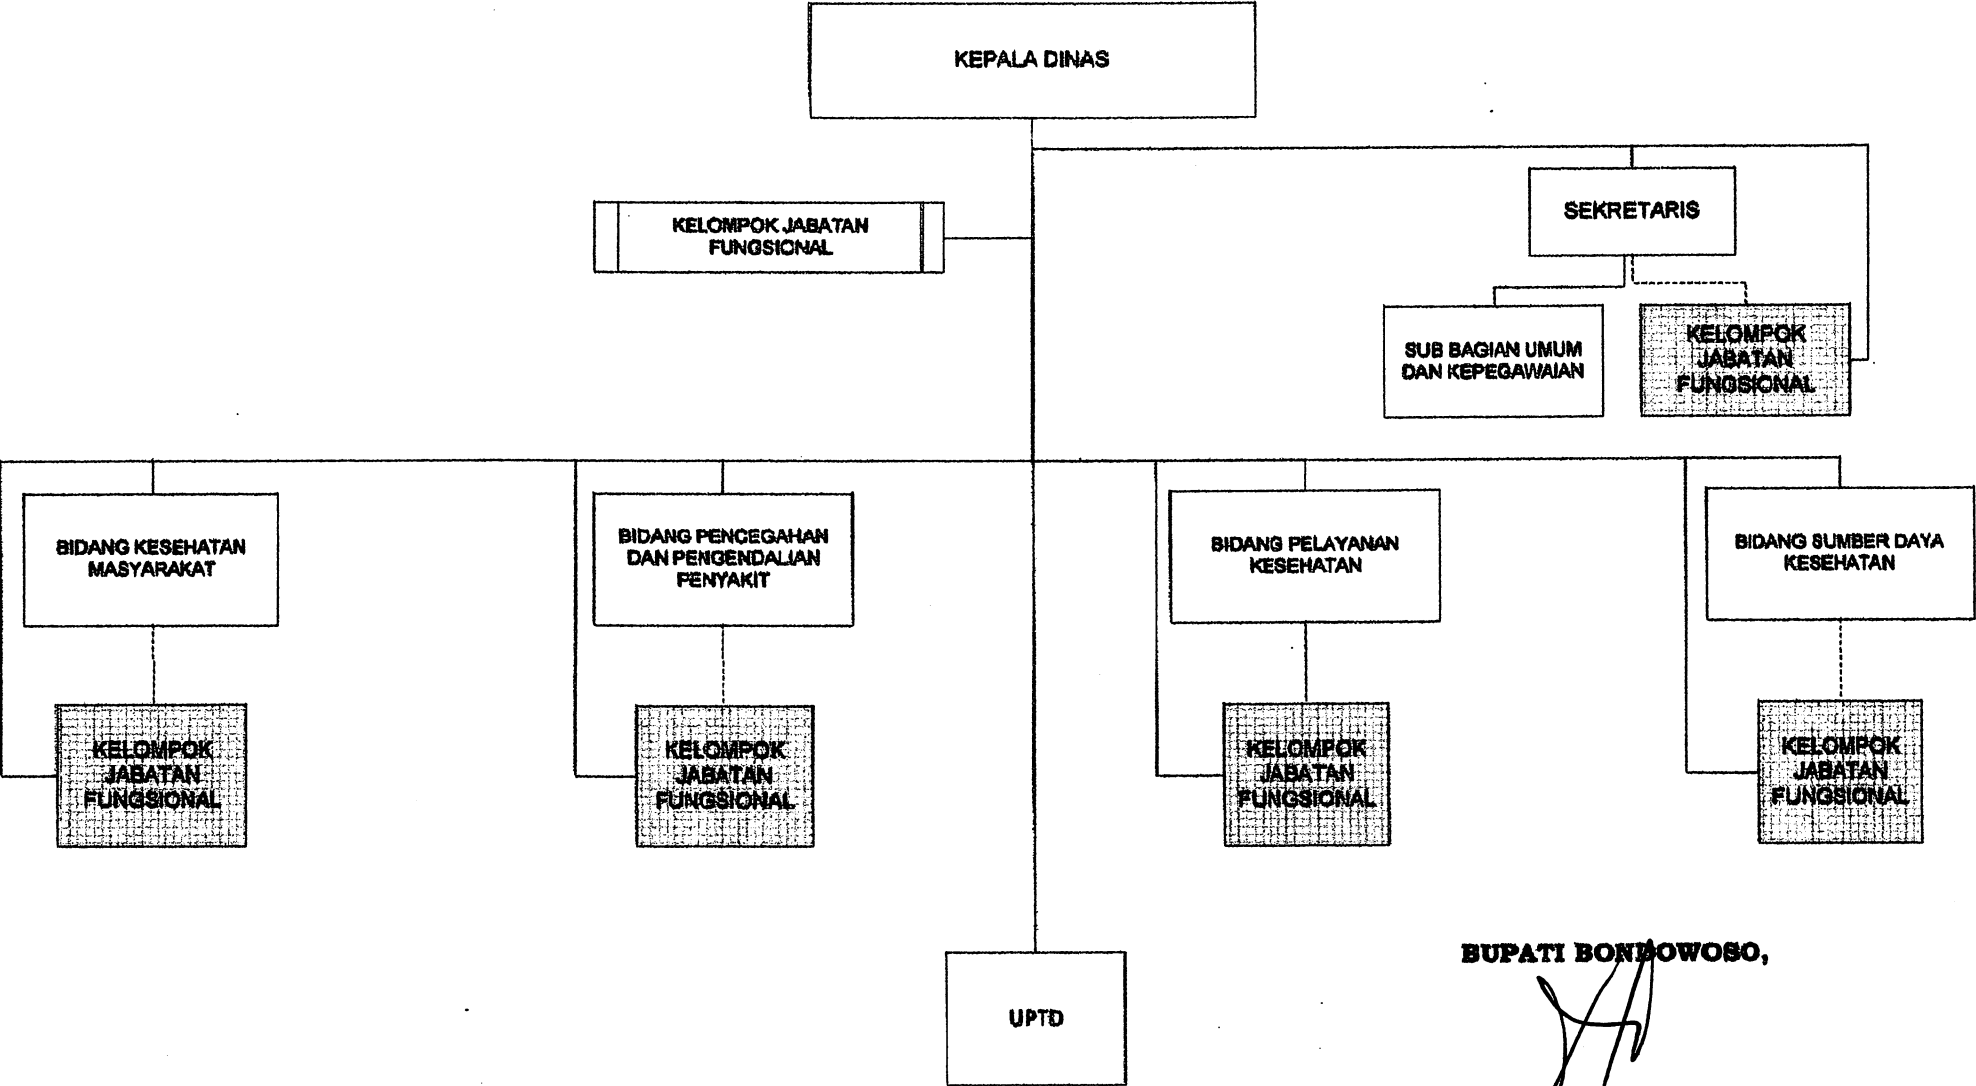 KEPALA DINAS
KELOMPOK JABATAN
FUNGSIONAL
SEKRETARIS
SUB BAGIAN UMUM
DAN KEPEGAWAIAN
KELOMPOK
JABATAN
FUNGSIONAL
BIDANG KESEHATAN
MASYARAKAT
BIDANG PENCEGAHAN
DAN PENGENDALIAN
PENYAKIT
BIDANG PELAYANAN
KESEHATAN
BIDANG SUMBER DAYA
KESEHATAN
KELOMPOK
JABATAN
FUNGSIONAL
KELOMPOK
JABATAN
FUNGSIONAL
KELOMPOK
JABATAN
FUNGSIONAL
KELOMPOK
JABATAN
FUNGSIONAL
UPTD
BUPATI BONDOWOSO,